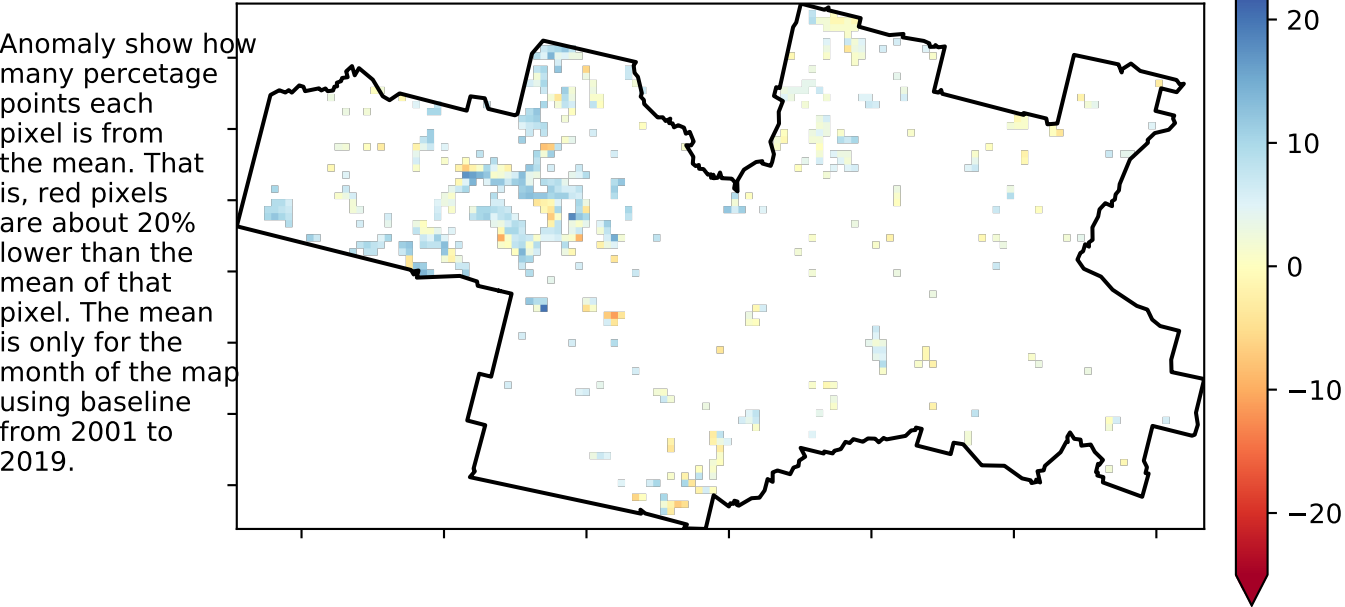 Anomaly show how
many percetage
points each
pixel is from
the mean. That
is, red pixels
are about 20%
lower than the
mean of that
pixel. The mean
is only for the
month of the map
using baseline
from 2001 to
2019.
20
10
0
−10
−20